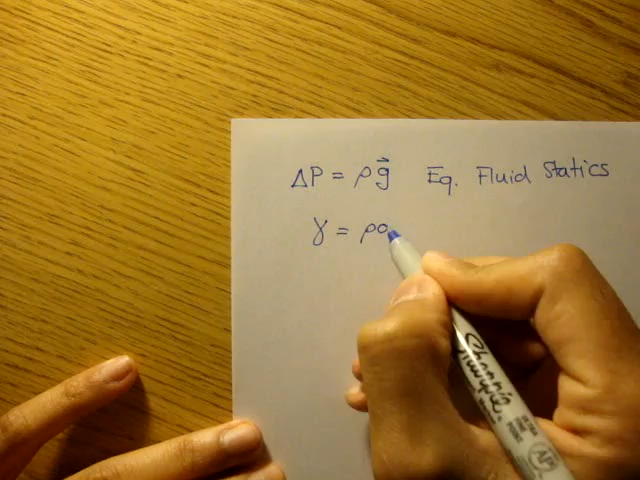 ΔP = ρg⃗ Eq. Fluid Statics
γ = ρ